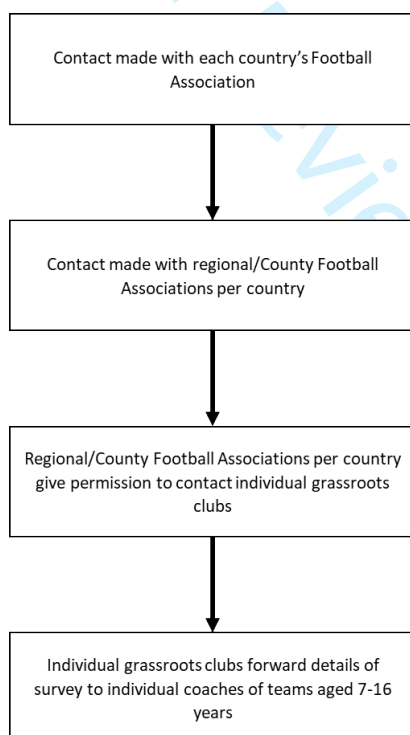 Contact made with each country's Football
Association
Contact made with regional/County Football
Associations per country
Regional/County Football Associations per country
give permission to contact individual grassroots
clubs
Individual grassroots clubs forward details of
survey to individual coaches of teams aged 7-16
years